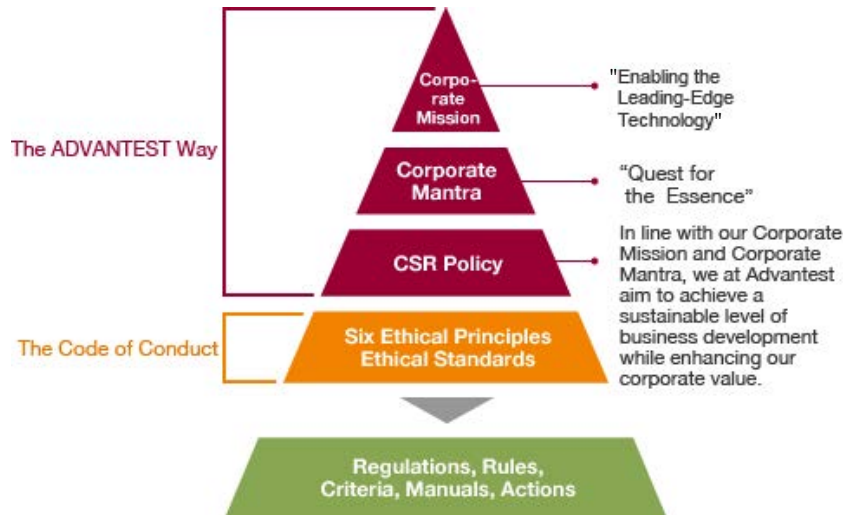 Corpo-
rate
Mission
"Enabling the
Leading-Edge
Technology"
The ADVANTEST Way
Corporate
Mantra
“Quest for
the Essence”
CSR Policy
In line with our Corporate
Mission and Corporate
Mantra, we at Advantest
aim to achieve a
sustainable level of
business development
while enhancing our
corporate value.
The Code of Conduct
Six Ethical Principles
Ethical Standards
Regulations, Rules,
Criteria, Manuals, Actions